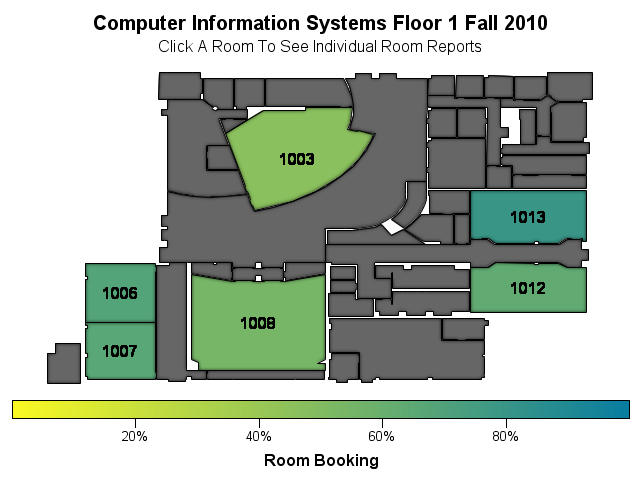 Computer Information Systems Floor 1 Fall 2010
Click A Room To See Individual Room Reports
1003
1013
1006
1012
1008
1007
20% 40% 60% 80%
Room Booking